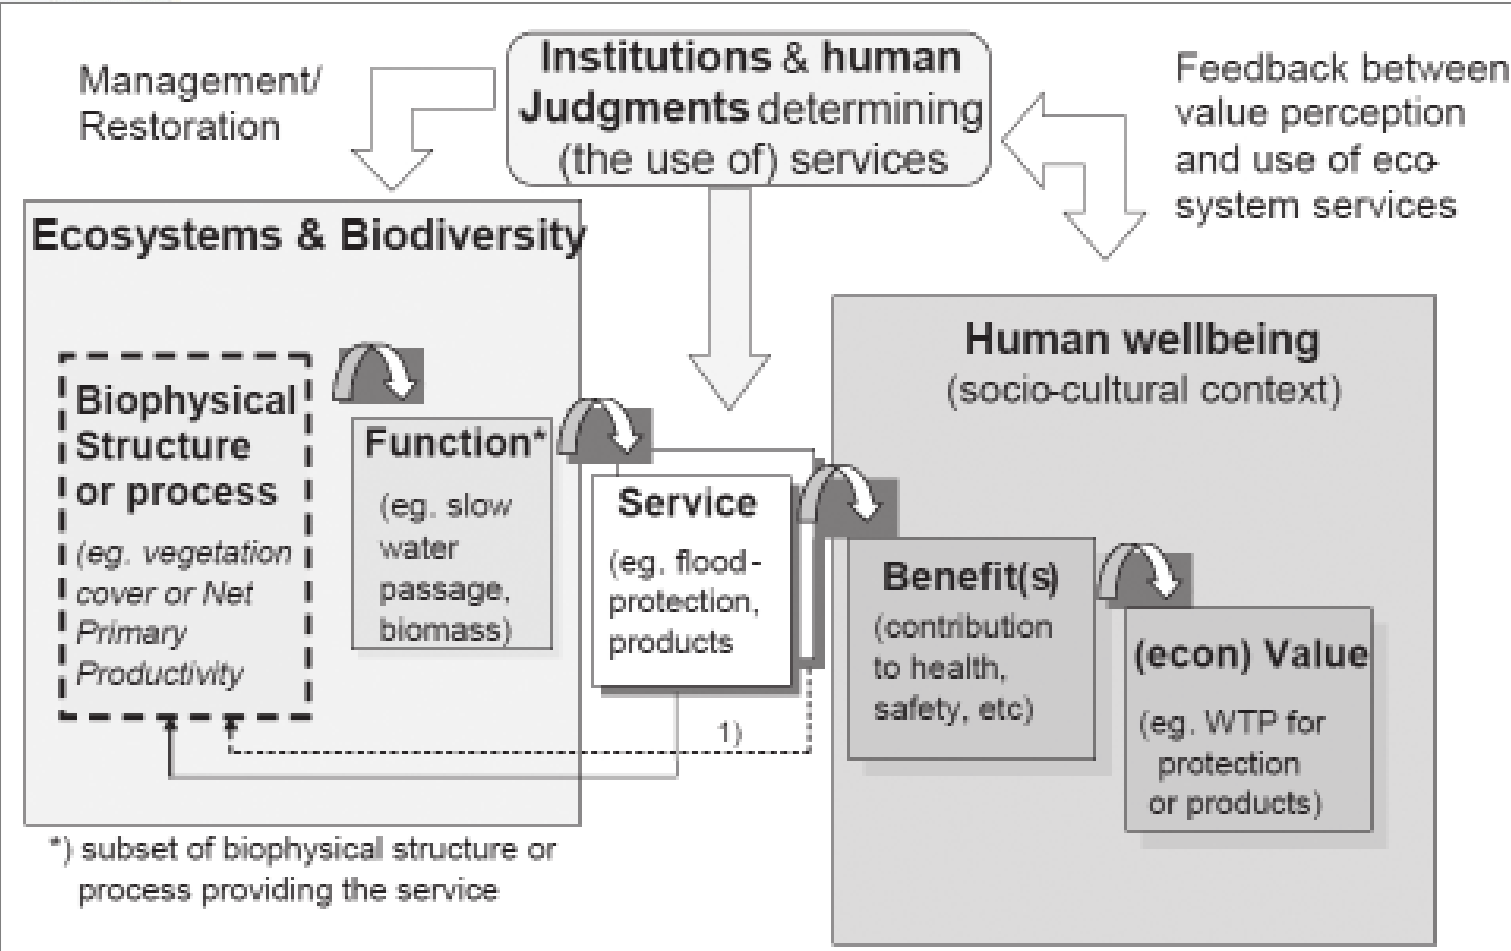 Management/
Restoration
Institutions & human
Judgments determining
(the use of) services
Feedback between
value perception
and use of eco-
system services
Ecosystems & Biodiversity
Biophysical
Structure
or process
(eg. vegetation
cover or Net
Primary
Productivity
Function*
(eg. slow
water
passage,
biomass)
Service
(eg. flood-
protection,
products
1)
Human wellbeing
(socio-cultural context)
Benefit(s)
(contribution
to health,
safety, etc)
(econ) Value
(eg. WTP for
protection
or products)
*) subset of biophysical structure or
process providing the service